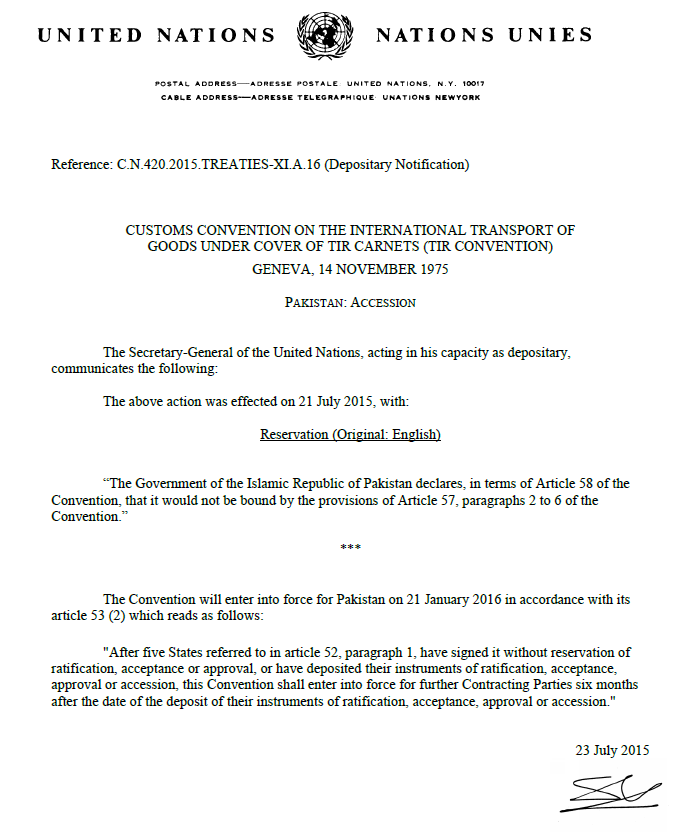 UNITED NATIONS NATIONS UNIES
POSTAL ADDRESS—ADRESSE POSTALE: UNITED NATIONS, N.Y. 10017
CABLE ADDRESS—ADRESSE TELEGRAPHIQUE: UNATIONS NEWYORK
Reference: C.N.420.2015.TREATIES-XI.A.16 (Depositary Notification)
CUSTOMS CONVENTION ON THE INTERNATIONAL TRANSPORT OF
GOODS UNDER COVER OF TIR CARNETS (TIR CONVENTION)
GENEVA, 14 NOVEMBER 1975
PAKISTAN: ACCESSION
The Secretary-General of the United Nations, acting in his capacity as depositary,
communicates the following:
The above action was effected on 21 July 2015, with:
Reservation (Original: English)
“The Government of the Islamic Republic of Pakistan declares, in terms of Article 58 of the
Convention, that it would not be bound by the provisions of Article 57, paragraphs 2 to 6 of the
Convention.”
***
The Convention will enter into force for Pakistan on 21 January 2016 in accordance with its
article 53 (2) which reads as follows:
"After five States referred to in article 52, paragraph 1, have signed it without reservation of
ratification, acceptance or approval, or have deposited their instruments of ratification, acceptance,
approval or accession, this Convention shall enter into force for further Contracting Parties six months
after the date of the deposit of their instruments of ratification, acceptance, approval or accession."
23 July 2015